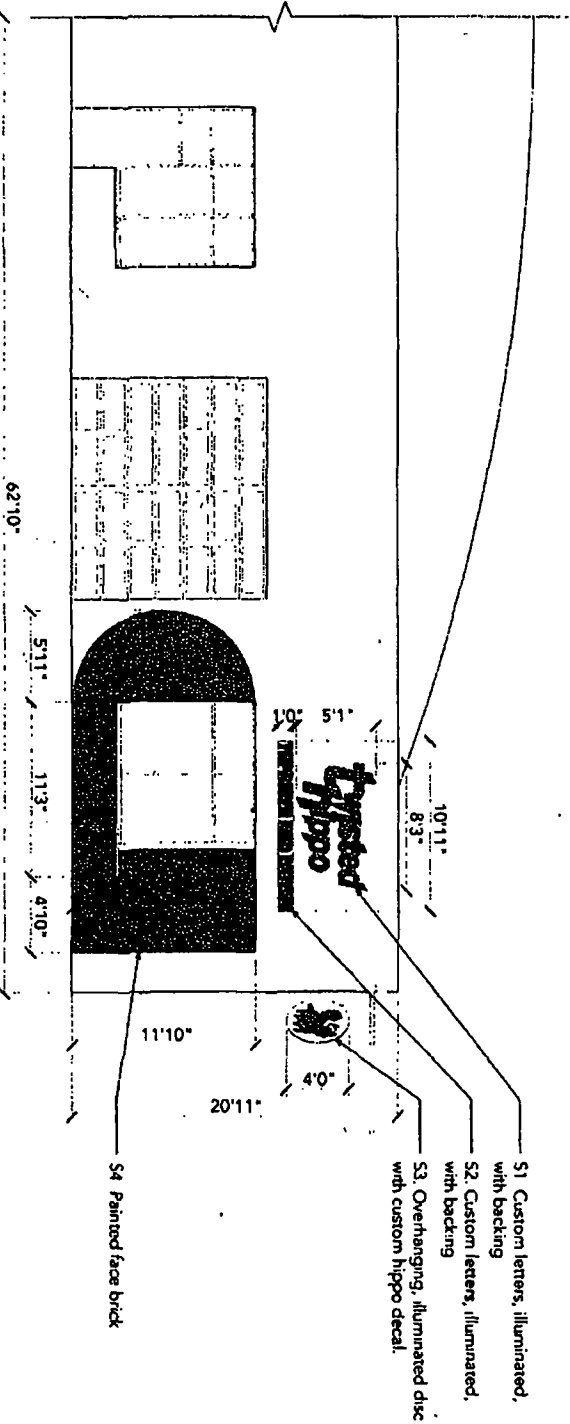 S1 Custom letters, illuminated,
with backing
S2. Custom letters, illuminated,
with backing
S3. Overhanging, illuminated disc
with custom hippo decal.
S4 Painted face brick
10'11"
8'3"
1'0" 5'1"
Twisted
Hippo
4'0"
20'11"
11'10"
5'11" 11'3" 4'10"
62'10"